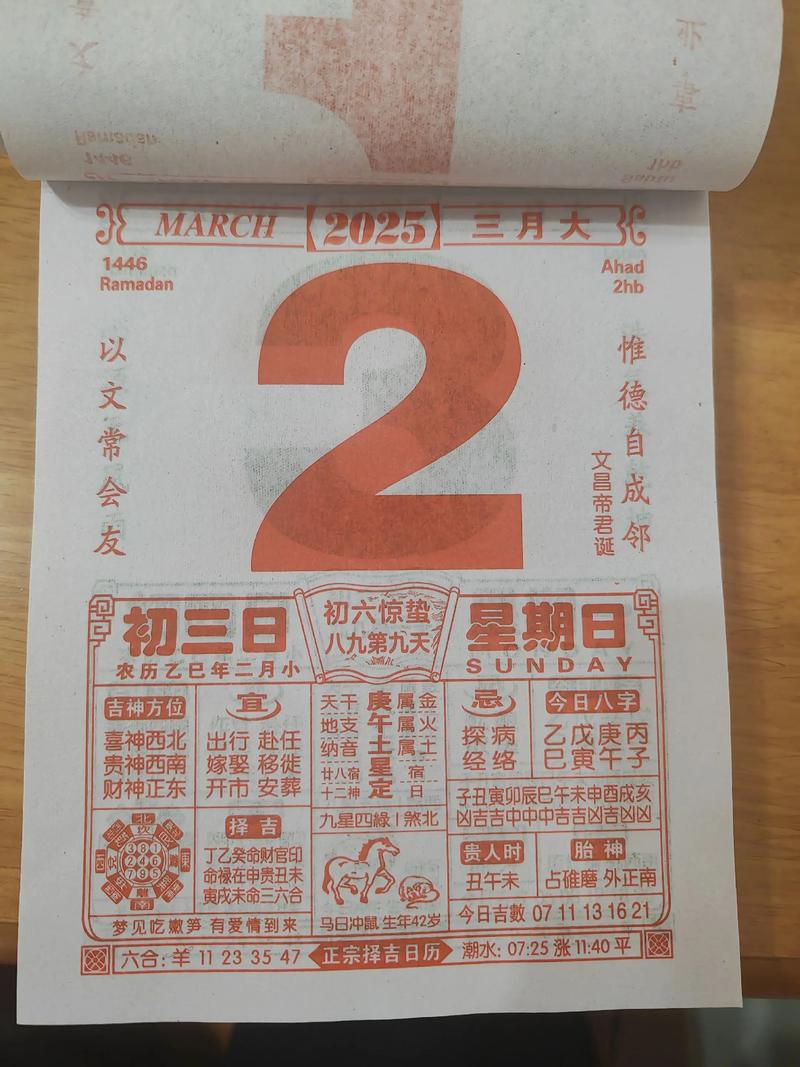 MARCH 2025 三月大
1446
Ramadan
Ahad
2hb
2
以文常会友
惟德自成邻
文昌帝君诞
初三日
农历乙巳年二月小
初六惊蛰
八九第九天
星期日
SUNDAY
吉神方位
喜神西北
贵神西南
财神正东
宜
出行 赴任
嫁娶 移徙
开市 安葬
天干 庚 属金
地支 午 属火
纳音 土 属土
廿八宿 星 宿
十二神 定 日
忌
探病
经络
今日八字
乙戊庚丙
巳寅午子
子丑寅卯辰巳午未申酉戌亥
凶吉吉中中中吉吉凶吉凶凶
北
坎
381
246
795
離
南
西
東
择吉
丁乙癸命财官印
命禄在申贵丑未
寅戌未命三六合
九星四綠 | 煞北
马日冲鼠 生年42岁
贵人时
丑午未
胎神
占碓磨 外正南
今日吉數 07 11 13 16 21
梦见吃嫩笋 有爱情到来
六合: 羊 11 23 35 47
正宗择吉日历
潮水: 07:25 涨 11:40 平